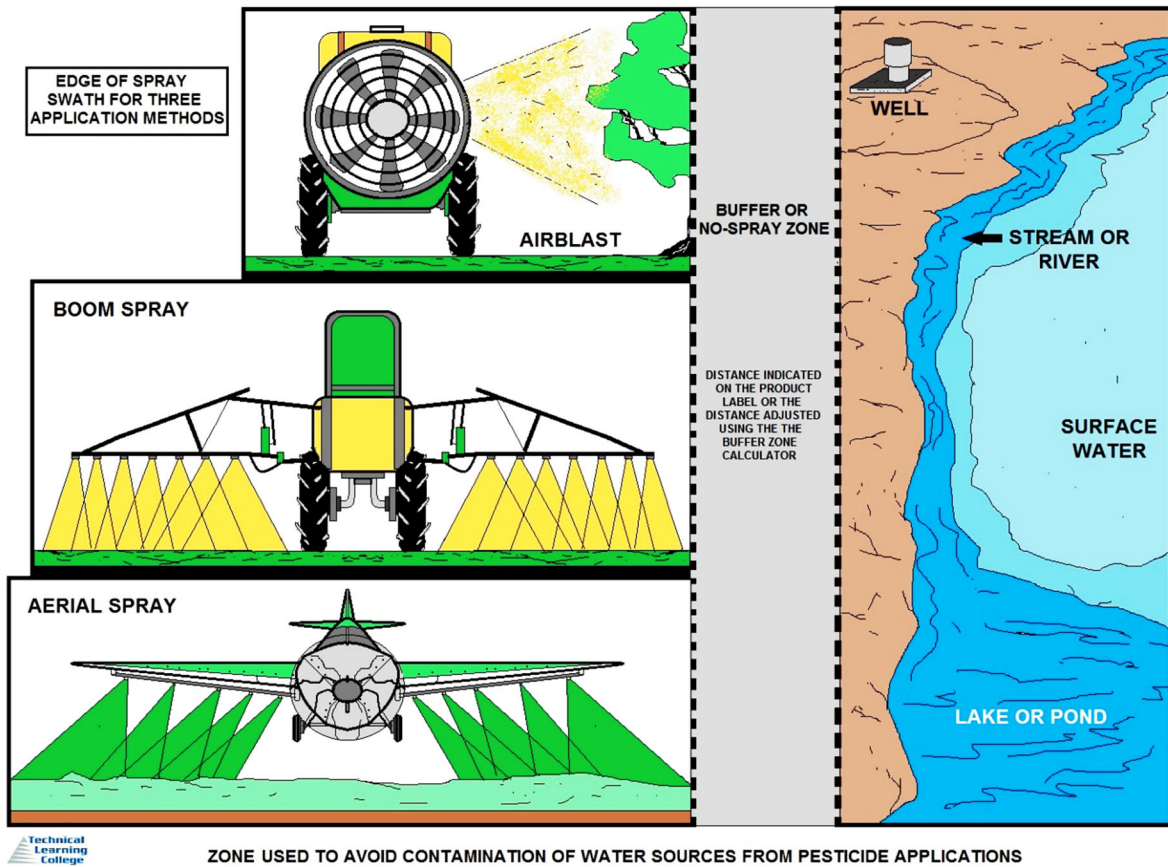 EDGE OF SPRAY
SWATH FOR THREE
APPLICATION METHODS
AIRBLAST
BOOM SPRAY
AERIAL SPRAY
BUFFER OR
NO-SPRAY ZONE
DISTANCE INDICATED
ON THE PRODUCT
LABEL OR THE
DISTANCE ADJUSTED
USING THE THE
BUFFER ZONE
CALCULATOR
WELL
STREAM OR
RIVER
SURFACE
WATER
LAKE OR POND
Technical
Learning
College
ZONE USED TO AVOID CONTAMINATION OF WATER SOURCES FROM PESTICIDE APPLICATIONS